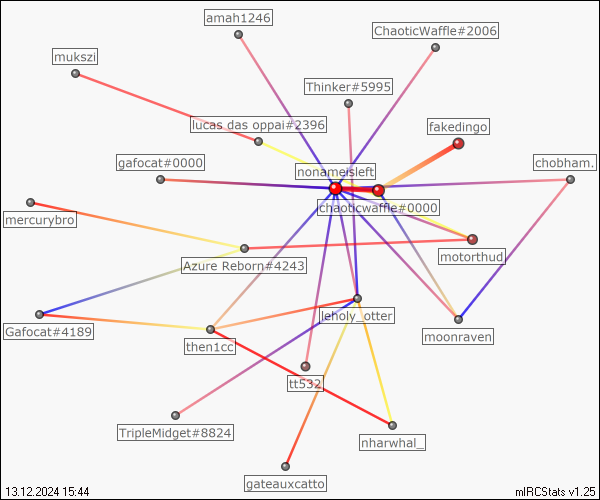 amah1246
ChaoticWaffle#2006
mukszi
Thinker#5995
lucas das oppai#2396
fakedingo
gafocat#0000
nonameisleft
chobham.
chaoticwaffle#0000
mercurybro
Azure Reborn#4243
motorthud
leholy_otter
Gafocat#4189
then1cc
moonraven
tt532
TripleMidget#8824
nharwhal_
gateauxcatto
13.12.2024 15:44
mIRCStats v1.25